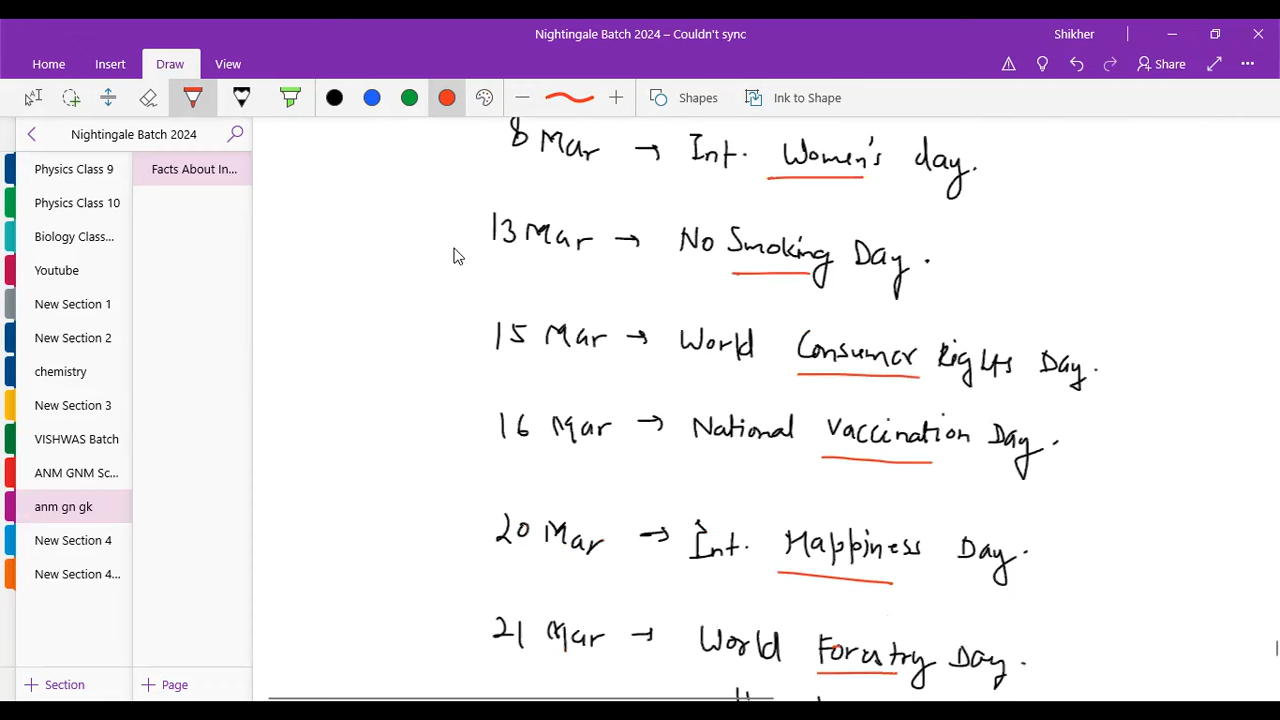 Nightingale Batch 2024 – Couldn't sync
Shikher
Home Insert Draw View
Share
Shapes
Ink to Shape
Nightingale Batch 2024
Physics Class 9
Physics Class 10
Biology Class...
Youtube
New Section 1
New Section 2
chemistry
New Section 3
VISHWAS Batch
ANM GNM Sc...
anm gn gk
New Section 4
New Section 4...
Section
Page
Facts About In...
8 Mar → Int. Women's day.
13 Mar → No Smoking Day.
15 Mar → World Consumer Rights Day.
16 Mar → National Vaccination Day.
20 Mar → Int. Happiness Day.
21 Mar → World Forestry Day.